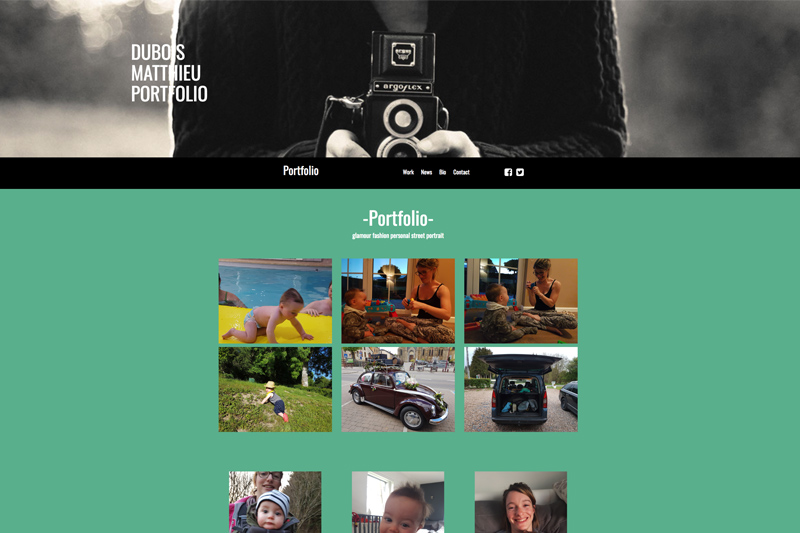 DUBOIS
MATTHIEU
PORTFOLIO
argoflex
Portfolio
Work News Bio Contact
-Portfolio-
glamour fashion personal street portrait